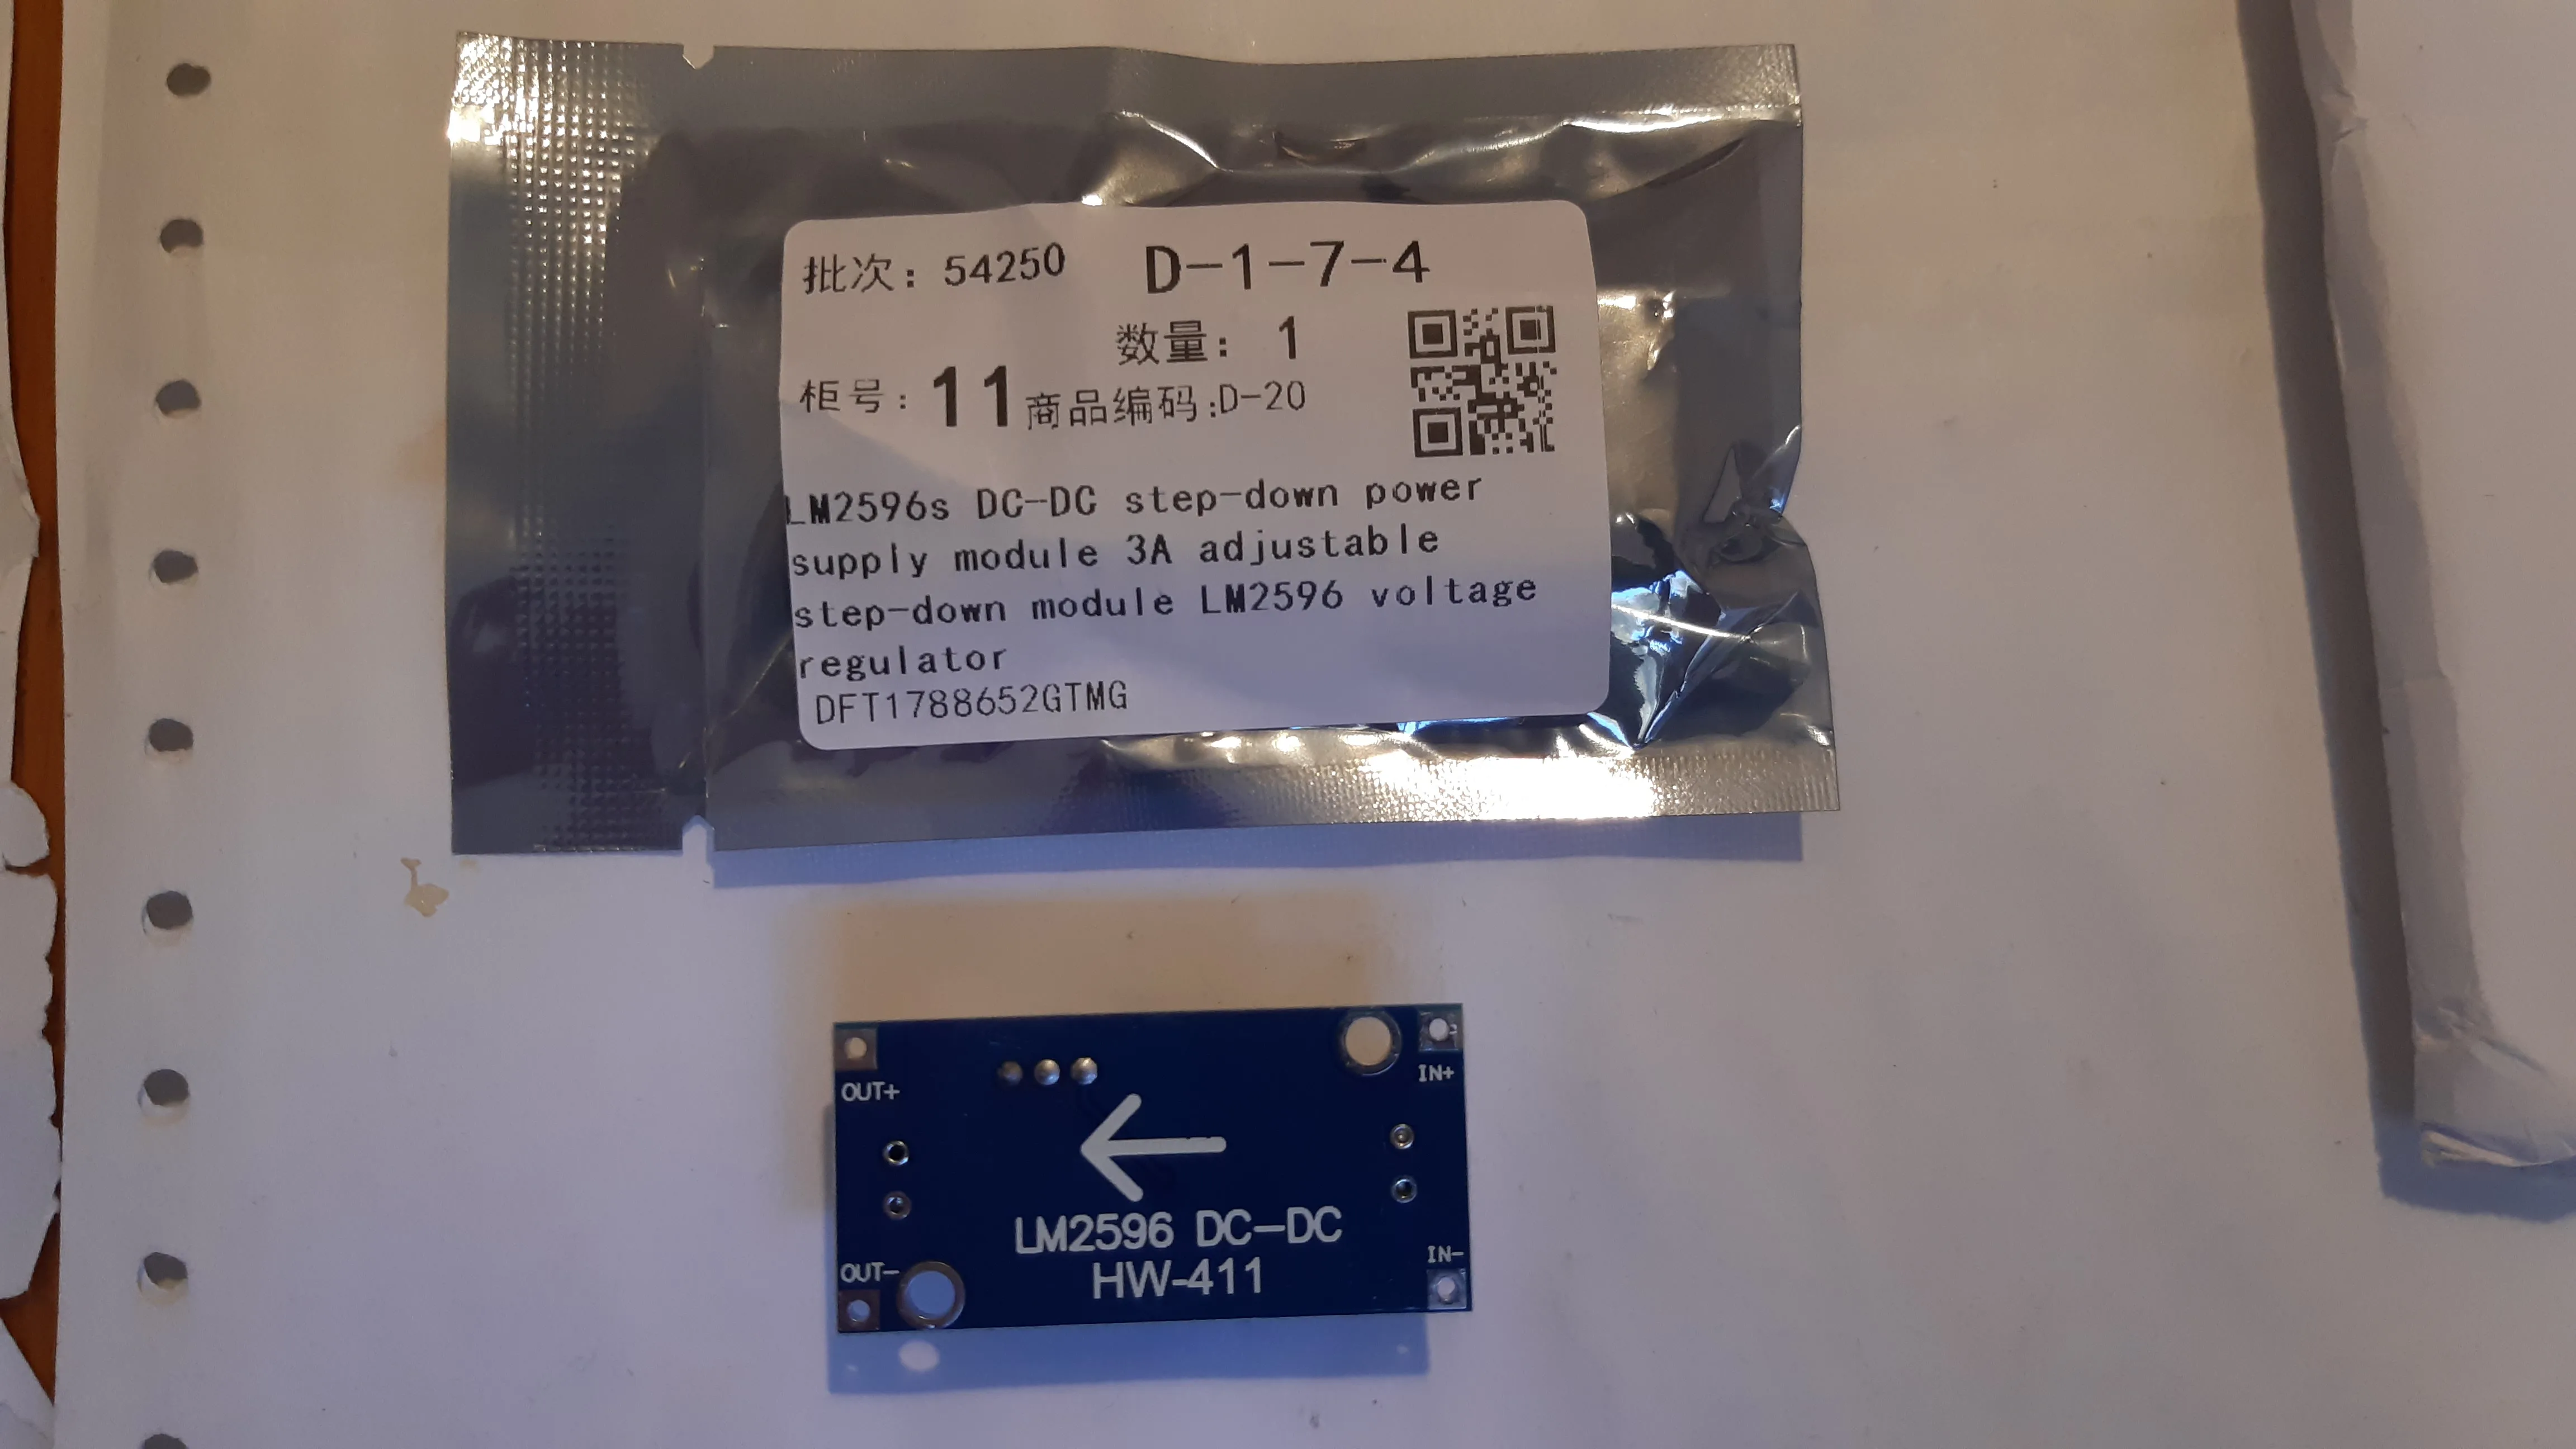 批次：54250 D-1-7-4
数量： 1
柜号：11 商品编码:D-20
LM2596s DC-DC step-down power
supply module 3A adjustable
step-down module LM2596 voltage
regulator
DFT1788652GTMG
OUT+ IN+
LM2596 DC-DC
OUT- IN-
HW-411